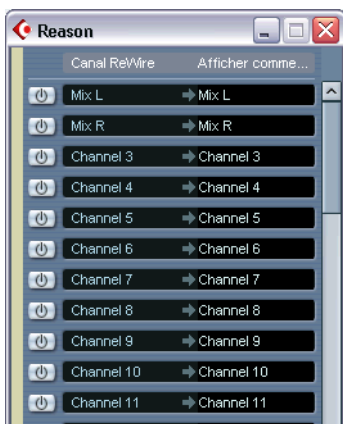 Reason
Canal ReWire Afficher comme...
Mix L Mix L
Mix R Mix R
Channel 3 Channel 3
Channel 4 Channel 4
Channel 5 Channel 5
Channel 6 Channel 6
Channel 7 Channel 7
Channel 8 Channel 8
Channel 9 Channel 9
Channel 10 Channel 10
Channel 11 Channel 11